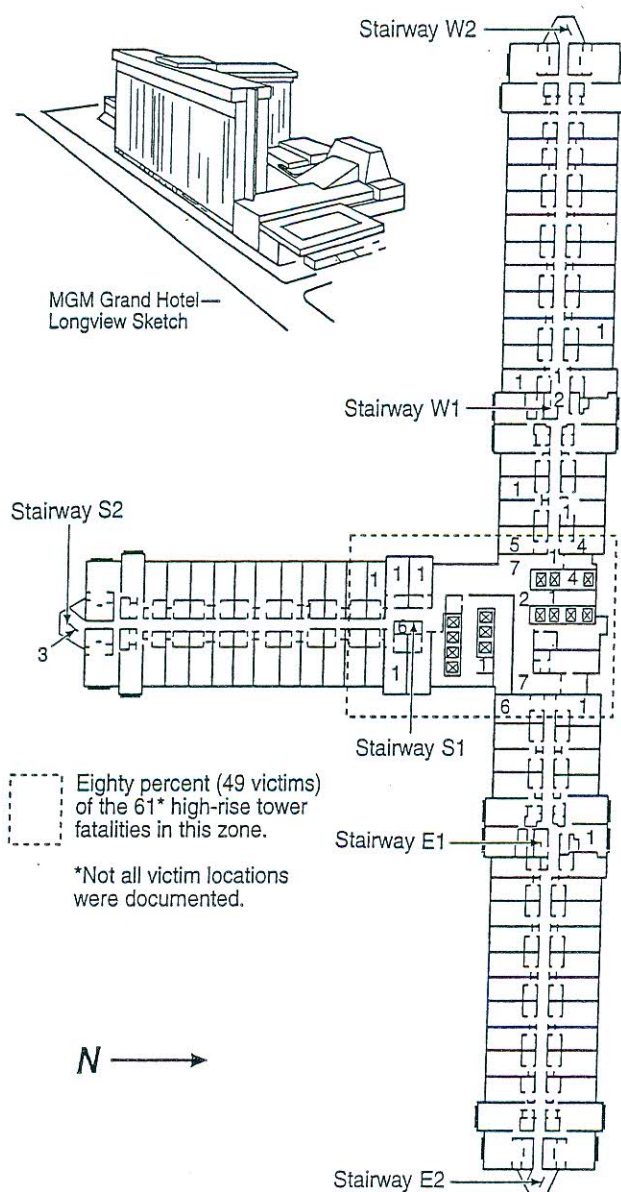 Stairway W2
MGM Grand Hotel—
Longview Sketch
1
1
1
2
Stairway W1
1
1
Stairway S2
5
4
1
7
4
1
1
1
2
6
3
1
1
7
6
1
Stairway S1
Eighty percent (49 victims)
of the 61* high-rise tower
fatalities in this zone.
Stairway E1
1
*Not all victim locations
were documented.
N
Stairway E2